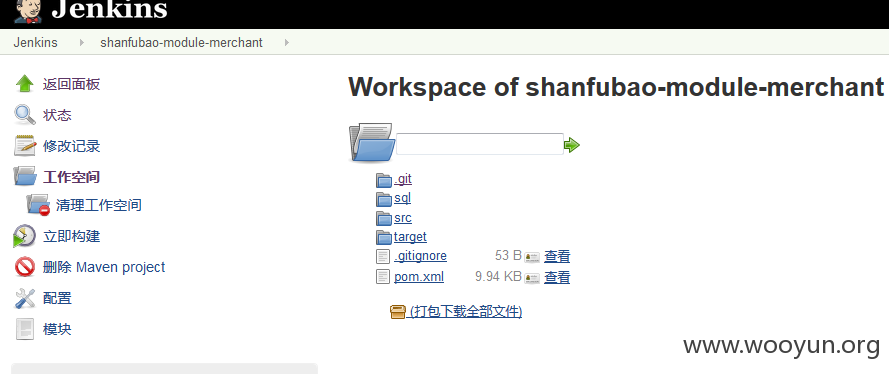 Jenkins
Jenkins shanfubao-module-merchant
返回面板
状态
修改记录
工作空间
清理工作空间
立即构建
删除 Maven project
配置
模块
Workspace of shanfubao-module-merchant
.git
sql
src
target
.gitignore 53 B 查看
pom.xml 9.94 KB 查看
(打包下载全部文件)
www.wooyun.org